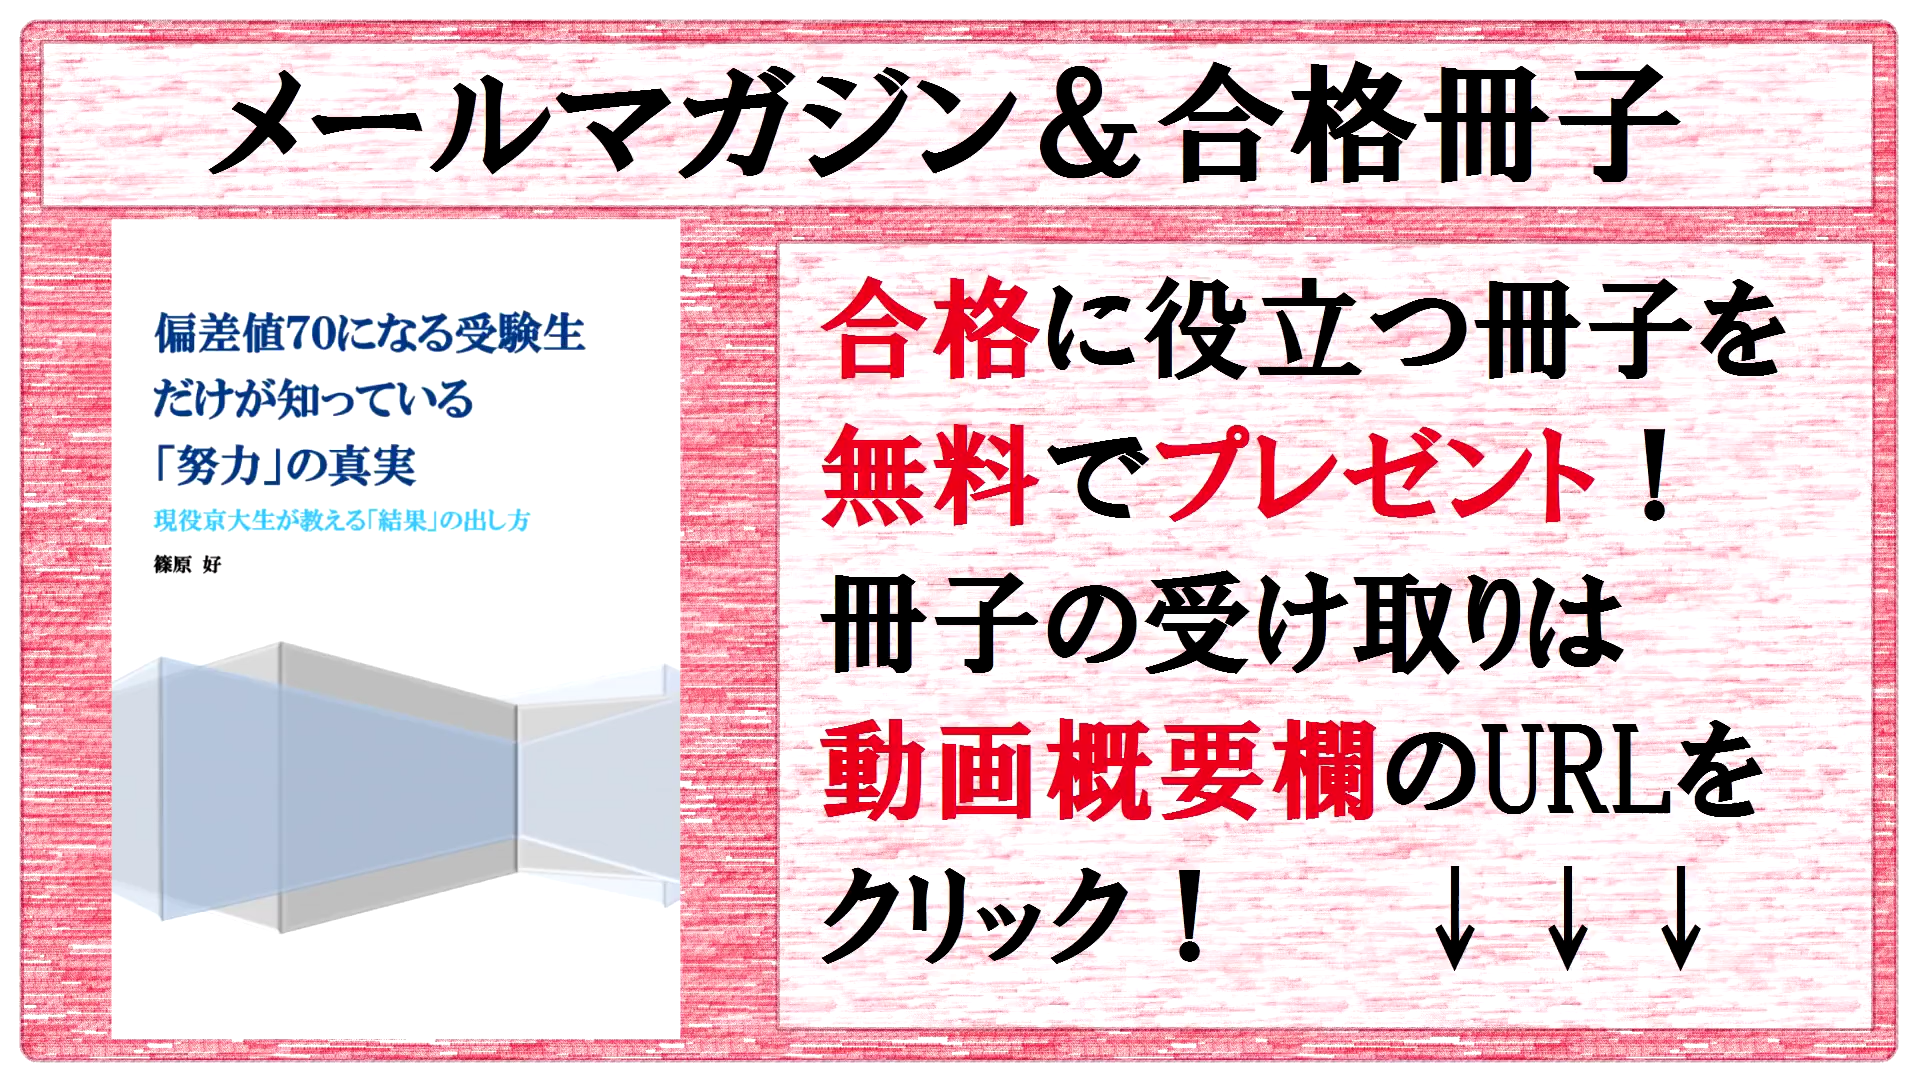 メールマガジン＆合格冊子
偏差値70になる受験生
だけが知っている
「努力」の真実
現役京大生が教える「結果」の出し方
篠原 好
合格に役立つ冊子を
無料でプレゼント！
冊子の受け取りは
動画概要欄のURLを
クリック！　　↓ ↓ ↓